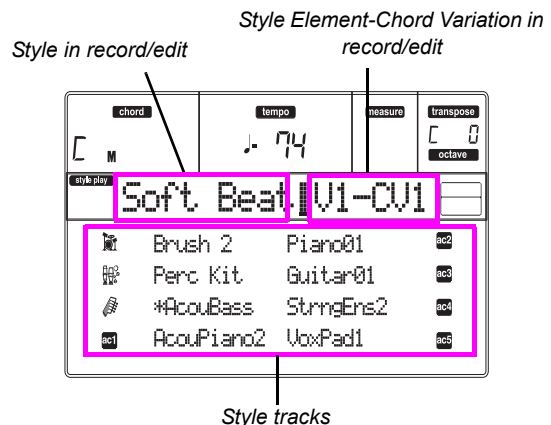 Style Element-Chord Variation in
record/edit
Style in record/edit
chord tempo measure transpose
C M 74 C 0
octave
style play Soft Beat. V1-CV1
Brush 2 Piano01 ac2
Perc Kit Guitar01 ac3
*AcouBass StrngEns2 ac4
ac1 AcouPiano2 VoxPad1 ac5
Style tracks